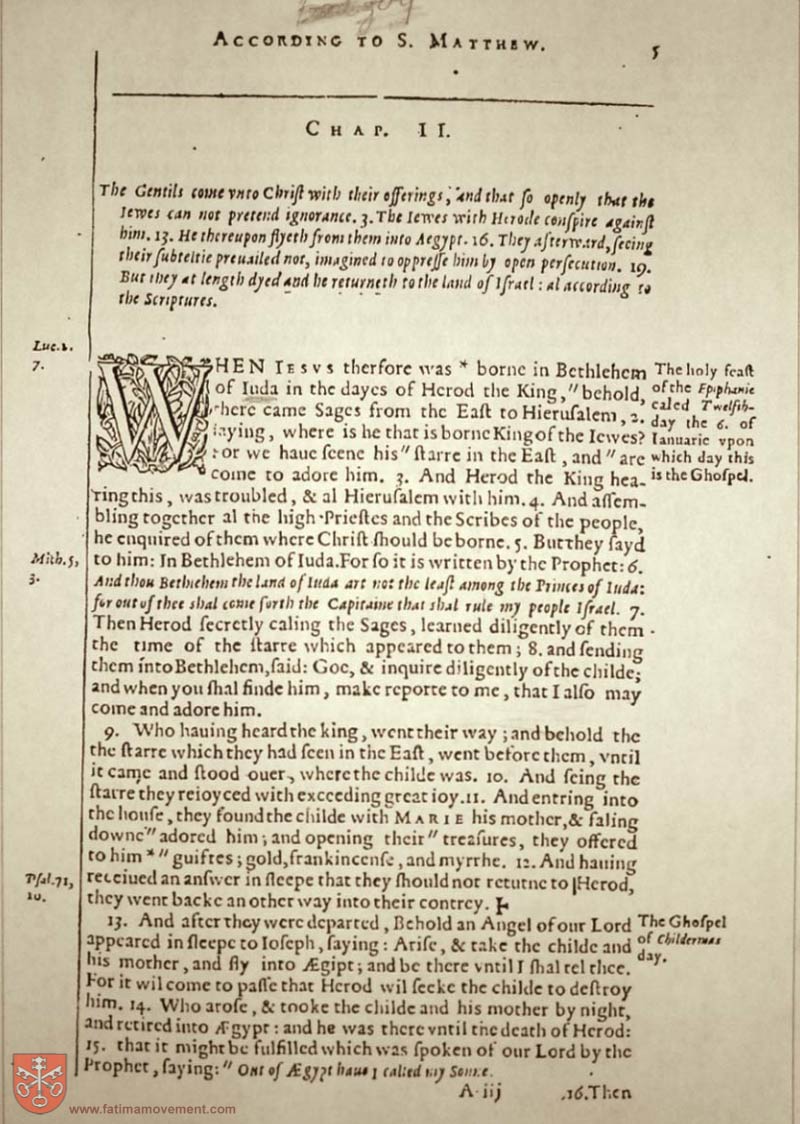 ACCORDING TO S. MATTHEW. 5
CHAP. II.
The Gentils come vnto Chriſt with their offerings, and that ſo openly that the
Iewes can not pretend ignorance. 3. The Iewes with Herode conſpire againſt
him. 13. He thereupon flyeth from them into Aegypt. 16. They afterward, ſeeing
their ſubteltie preuailed not, imagined to oppreſſe him by open perſecution. 19.
But they at length dyed and he returneth to the land of Iſrael : al according to
the Scriptures.
Luc. 2.
7.
WHEN IESVS therfore was * borne in Bethlehem
of Iuda in the dayes of Herod the King, " behold,
there came Sages from the Eaſt to Hieruſalem, 2.
ſaying, where is he that is borne King of the Iewes?
For we haue ſeene his " ſtarre in the Eaſt, and " are
come to adore him. 3. And Herod the King hea-
ring this, was troubled, & al Hieruſalem with him. 4. And aſſem-
bling together al the high Prieſtes and the Scribes of the people,
he enquired of them where Chriſt ſhould be borne. 5. But they ſayd
to him: In Bethlehem of Iuda. For ſo it is written by the Prophet: 6.
And thou Bethlehem the land of Iuda art not the leaſt among the Princes of Iuda:
for out of thee shal come forth the Capitaine that shal rule my people Iſrael. 7.
Then Herod ſecretly caling the Sages, learned diligently of them
the time of the ſtarre which appeared to them; 8. and ſending
them into Bethlehem, ſaid: Goe, & inquire diligently of the childe;
and when you ſhal finde him, make reporte to me, that I alſo may
come and adore him.
The holy feaſt
of the Epiphanie
caled Twelfth-
day the 6. of
Ianuarie vpon
which day this
is the Ghoſpel.
Mich. 5,
3.
9. Who hauing heard the king, went their way; and behold the
the ſtarre which they had ſeen in the Eaſt, went before them, vntil
it came and ſtood ouer, where the childe was. 10. And ſeing the
ſtarre they reioyced with exceeding great ioy. 11. And entring into
the houſe, they found the childe with MARIE his mother, & faling
downe " adored him; and opening their " treaſures, they offered
to him * " guiftes; gold, frankincenſe, and myrrhe. 12. And hauing
receiued an anſwer in ſleepe that they ſhould not returne to Herod,
they went backe an other way into their contrey.
Pſal. 71,
10.
13. And after they were departed, Behold an Angel of our Lord
appeared in ſleepe to Ioſeph, ſaying: Ariſe, & take the childe and
his mother, and fly into Ægipt; and be there vntil I ſhal tel thee.
For it wil come to paſſe that Herod wil ſeeke the childe to deſtroy
him. 14. Who aroſe, & tooke the childe and his mother by night,
and retired into Ægypt: and he was there vntil the death of Herod:
15. that it might be fulfilled which was ſpoken of our Lord by the
Prophet, ſaying: " Out of Ægypt haue I called my Sonne.
The Ghoſpel
of Childermas
day.
A iij 16. Then
www.fatimamovement.com